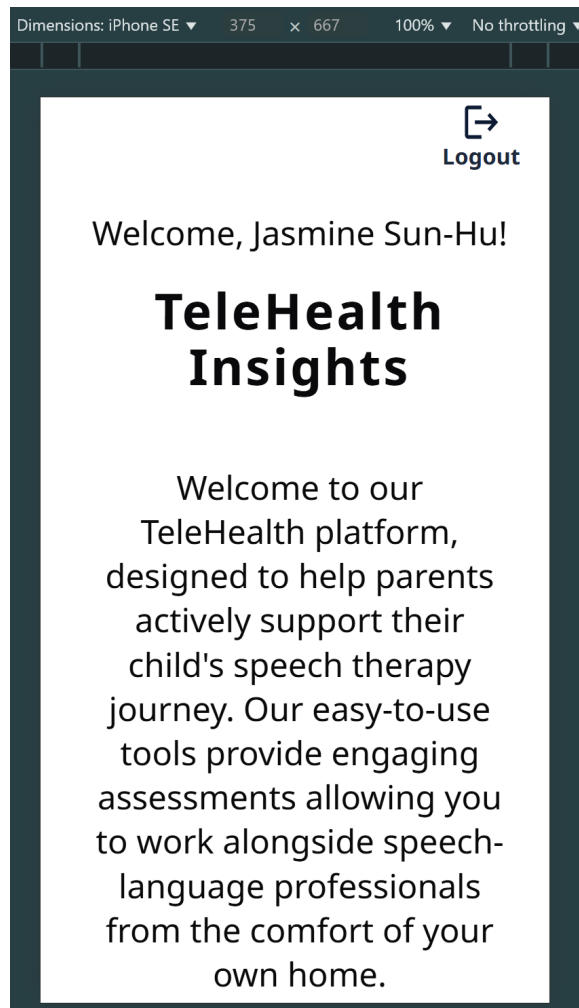 Dimensions: iPhone SE ▼ 375 × 667 100% ▼ No throttling ▼
Logout
Welcome, Jasmine Sun-Hu!
TeleHealth
Insights
Welcome to our
TeleHealth platform,
designed to help parents
actively support their
child's speech therapy
journey. Our easy-to-use
tools provide engaging
assessments allowing you
to work alongside speech-
language professionals
from the comfort of your
own home.